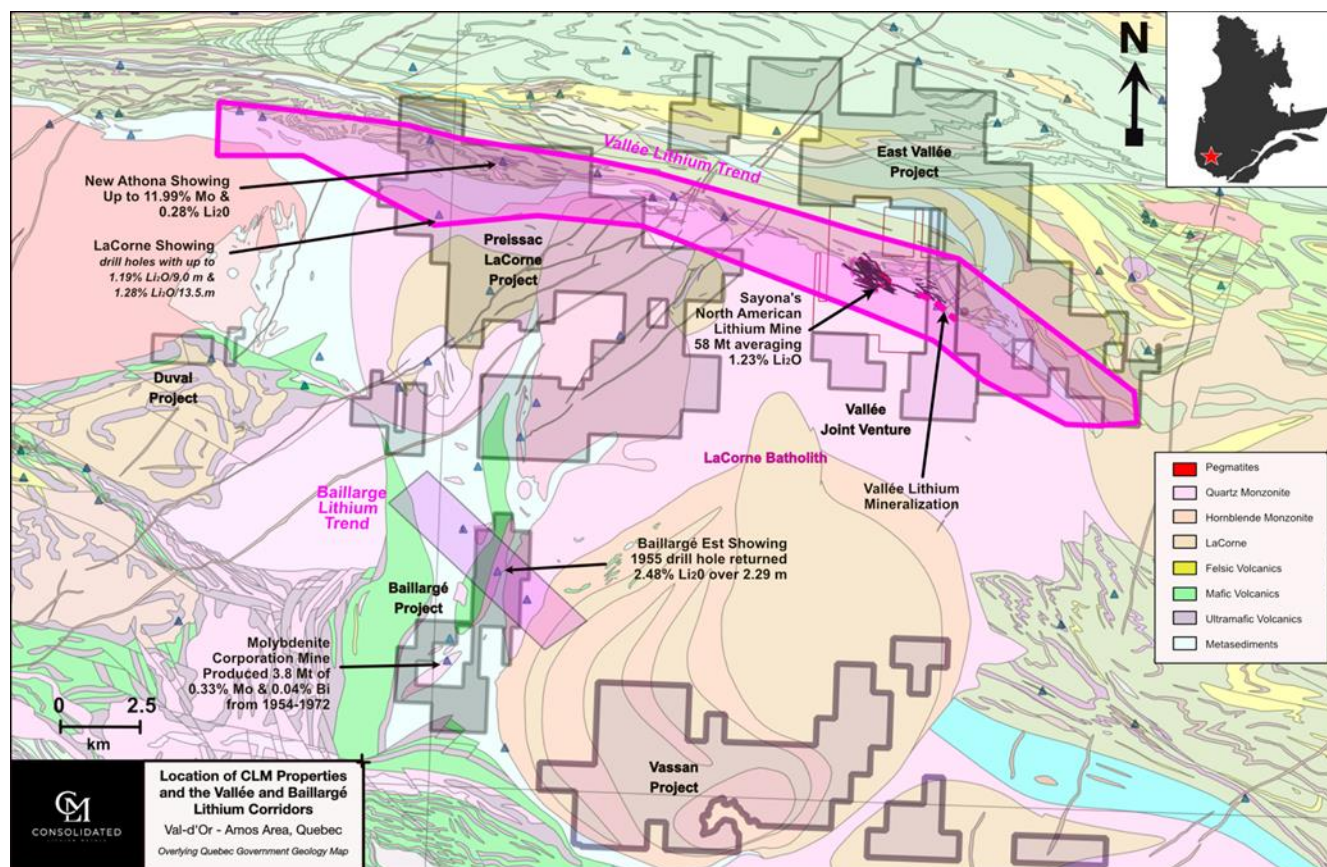 N
Vallée Lithium Trend
East Vallée
Project
New Athona Showing
Up to 11.99% Mo &
0.28% Li₂0
LaCorne Showing
drill holes with up to
1.19% Li₂O/9.0 m &
1.28% Li₂O/13.5.m
Preissac
LaCorne
Project
Sayona's
North American
Lithium Mine
58 Mt averaging
1.23% Li₂O
Duval
Project
Vallée
Joint Venture
LaCorne Batholith
Vallée Lithium
Mineralization
Baillarge
Lithium
Trend
Baillargé Est Showing
1955 drill hole returned
2.48% Li₂0 over 2.29 m
Baillargé
Project
Molybdenite
Corporation Mine
Produced 3.8 Mt of
0.33% Mo & 0.04% Bi
from 1954-1972
0 2.5
km
Vassan
Project
Pegmatites
Quartz Monzonite
Hornblende Monzonite
LaCorne
Felsic Volcanics
Mafic Volcanics
Ultramafic Volcanics
Metasediments
CLM
CONSOLIDATED
LITHIUM METALS
Location of CLM Properties
and the Vallée and Baillargé
Lithium Corridors
Val-d'Or - Amos Area, Quebec
Overlying Quebec Government Geology Map